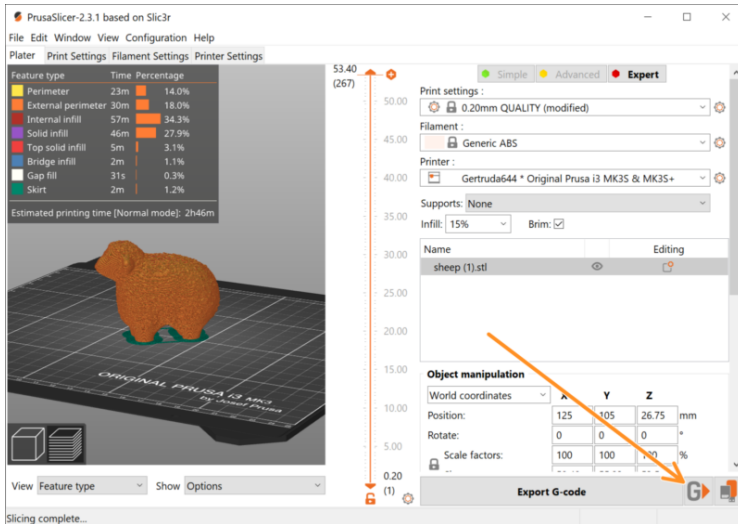 PrusaSlicer-2.3.1 based on Slic3r
File Edit Window View Configuration Help
Plater Print Settings Filament Settings Printer Settings
Feature type Time Percentage
Perimeter 23m 14.0%
External perimeter 30m 18.0%
Internal infill 57m 34.3%
Solid infill 46m 27.9%
Top solid infill 5m 3.1%
Bridge infill 2m 1.1%
Gap fill 31s 0.3%
Skirt 2m 1.2%
Estimated printing time [Normal mode]: 2h46m
ORIGINAL PRUSA i3 MK3
by Josef Prusa
View Feature type Show Options
53.40
(267)
50.00
45.00
40.00
35.00
30.00
25.00
20.00
15.00
10.00
5.00
0.20
(1)
Simple Advanced Expert
Print settings :
0.20mm QUALITY (modified)
Filament :
Generic ABS
Printer :
Gertruda644 * Original Prusa i3 MK3S & MK3S+
Supports: None
Infill: 15% Brim:
Name Editing
sheep (1).stl
Object manipulation
World coordinates X Y Z
Position: 125 105 26.75 mm
Rotate: 0 0 0 °
Scale factors: 100 100 100 %
Export G-code
G
Slicing complete...